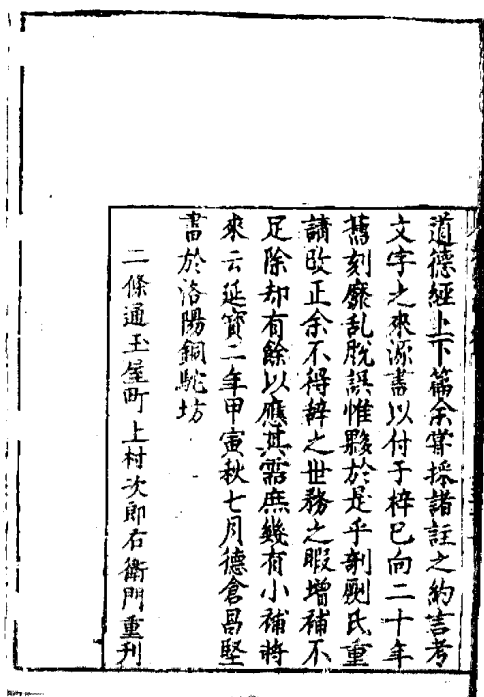 道德經上下篇余嘗採諸註之約言考
文字之來源書以付于梓已向二十年
舊刻靡乱脫誤惟夥於是乎剞劂氏重
請改正余不得辭之世務之暇增補不
足除却有餘以應其需庶幾有小補將
來云延寶二年甲寅秋七月德倉昌堅
書於洛陽銅駝坊
二條通玉屋町上村次郎右衛門重刊